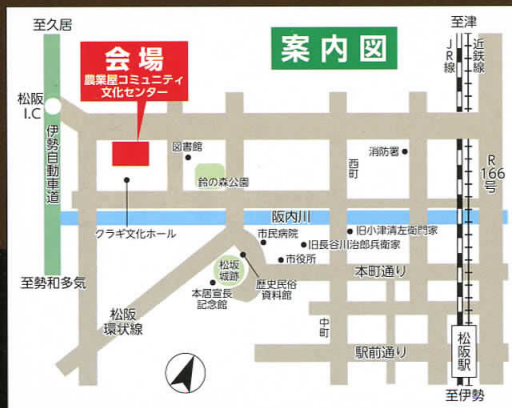 至久居
会場
農業屋コミュニティ
文化センター
案内図
至津
JR線
近鉄線
松阪
I.C
伊勢自動車道
図書館
鈴の森公園
消防署
西町
R
166
号
クラギ文化ホール
阪内川
市民病院
旧小津清左衛門家
旧長谷川治郎兵衛家
市役所
本町通り
至勢和多気
松坂
城跡
歴史民俗
資料館
本居宣長
記念館
松阪
環状線
中町
駅前通り
松阪駅
至伊勢